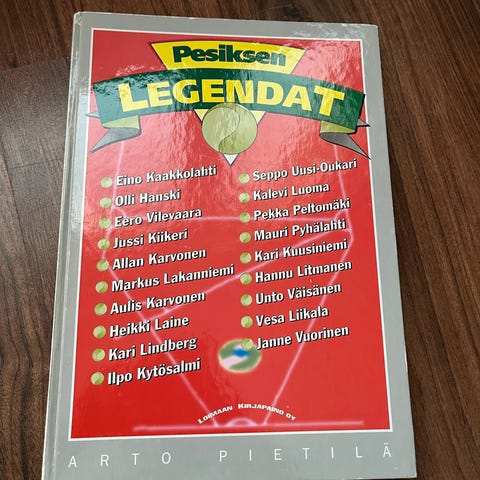 Pesiksen
LEGENDAT
Eino Kaakkolahti
Olli Hanski
Eero Vilevaara
Jussi Kiikeri
Allan Karvonen
Markus Lakanniemi
Aulis Karvonen
Heikki Laine
Kari Lindberg
Ilpo Kytösalmi
Seppo Uusi-Oukari
Kalevi Luoma
Pekka Peltomäki
Mauri Pyhälahti
Kari Kuusiniemi
Hannu Litmanen
Unto Väisänen
Vesa Liikala
Janne Vuorinen
LOIMAAN KIRJAPAINO OY
ARTO PIETILÄ